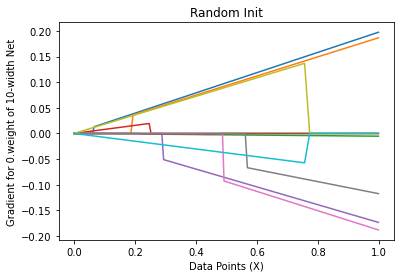 Random Init
Gradient for 0.weight of 10-width Net
0.20
0.15
0.10
0.05
0.00
−0.05
−0.10
−0.15
−0.20
0.0 0.2 0.4 0.6 0.8 1.0
Data Points (X)